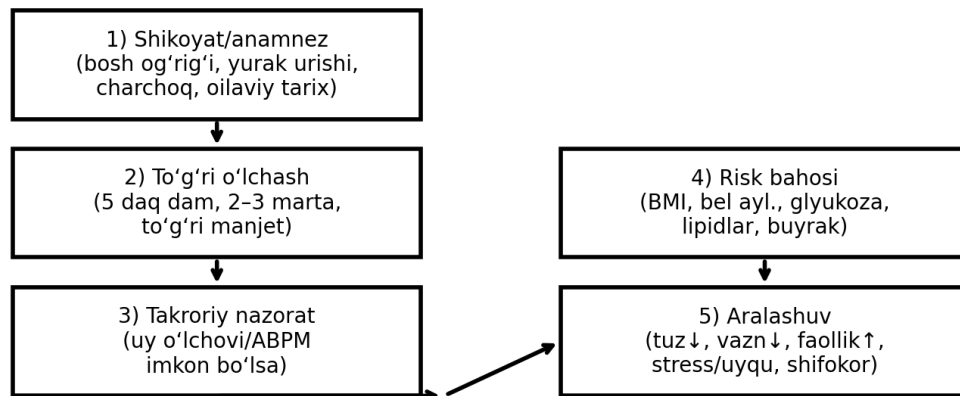 1) Shikoyat/anamnez
(bosh og‘rig‘i, yurak urishi,
charchoq, oilaviy tarix)
2) To‘g‘ri o‘lchash
(5 daq dam, 2–3 marta,
to‘g‘ri manjet)
3) Takroriy nazorat
(uy o‘lchovi/ABPM
imkon bo‘lsa)
4) Risk bahosi
(BMI, bel ayl., glyukoza,
lipidlar, buyrak)
5) Aralashuv
(tuz↓, vazn↓, faollik↑,
stress/uyqu, shifokor)